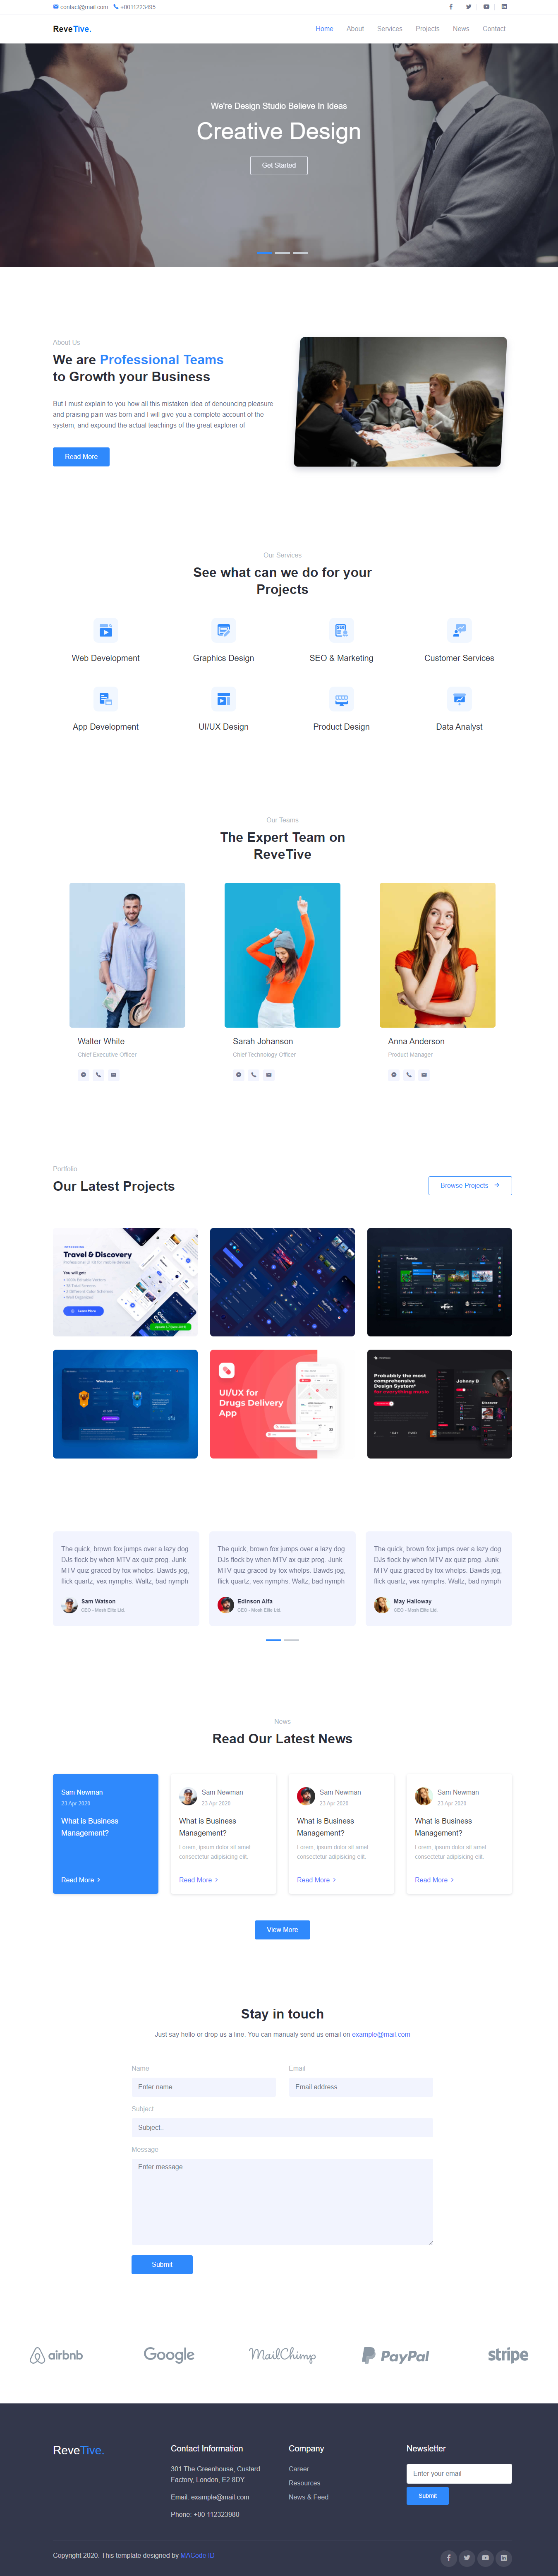 contact@mail.com +0011223495
ReveTive.
Home About Services Projects News Contact
We're Design Studio Believe In Ideas
Creative Design
Get Started
About Us
We are Professional Teams
to Growth your Business
But I must explain to you how all this mistaken idea of denouncing pleasure
and praising pain was born and I will give you a complete account of the
system, and expound the actual teachings of the great explorer of
Read More
Our Services
See what can we do for your
Projects
Web Development
Graphics Design
SEO & Marketing
Customer Services
App Development
UI/UX Design
Product Design
Data Analyst
Our Teams
The Expert Team on
ReveTive
Walter White
Chief Executive Officer
Sarah Johanson
Chief Technology Officer
Anna Anderson
Product Manager
Portfolio
Our Latest Projects
Browse Projects
Travel & Discovery
You will get:
Learn More
UI/UX for
Drugs Delivery
App
Probably the most
comprehensive
Design System*
for everything music
Johnny B
Discover
The quick, brown fox jumps over a lazy dog.
DJs flock by when MTV ax quiz prog. Junk
MTV quiz graced by fox whelps. Bawds jog,
flick quartz, vex nymphs. Waltz, bad nymph
Sam Watson
CEO - Moeh Elite Ltd.
The quick, brown fox jumps over a lazy dog.
DJs flock by when MTV ax quiz prog. Junk
MTV quiz graced by fox whelps. Bawds jog,
flick quartz, vex nymphs. Waltz, bad nymph
Edinson Alfa
CEO - Moeh Elite Ltd.
The quick, brown fox jumps over a lazy dog.
DJs flock by when MTV ax quiz prog. Junk
MTV quiz graced by fox whelps. Bawds jog,
flick quartz, vex nymphs. Waltz, bad nymph
May Halloway
CEO - Moeh Elite Ltd.
News
Read Our Latest News
Sam Newman
23 Apr 2020
What is Business
Management?
Read More
Sam Newman
23 Apr 2020
What is Business
Management?
Lorem, ipsum dolor sit amet
consectetur adipisicing elit.
Read More
Sam Newman
23 Apr 2020
What is Business
Management?
Lorem, ipsum dolor sit amet
consectetur adipisicing elit.
Read More
Sam Newman
23 Apr 2020
What is Business
Management?
Lorem, ipsum dolor sit amet
consectetur adipisicing elit.
Read More
View More
Stay in touch
Just say hello or drop us a line. You can manualy send us email on example@mail.com
Name
Enter name..
Email
Email address..
Subject
Subject..
Message
Enter message..
Submit
airbnb
Google
MailChimp
PayPal
stripe
ReveTive.
Contact Information
301 The Greenhouse, Custard
Factory, London, E2 8DY.
Email: example@mail.com
Phone: +00 112323980
Company
Career
Resources
News & Feed
Newsletter
Enter your email
Submit
Copyright 2020. This template designed by MACode ID